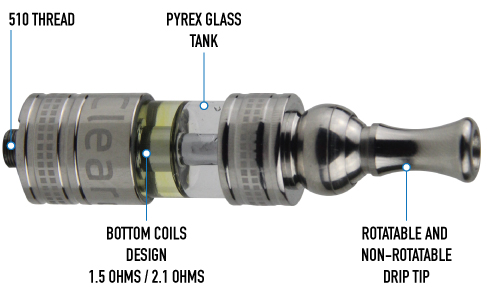 510 THREAD
PYREX GLASS
TANK
Clear
BOTTOM COILS
DESIGN
1.5 OHMS / 2.1 OHMS
ROTATABLE AND
NON-ROTATABLE
DRIP TIP